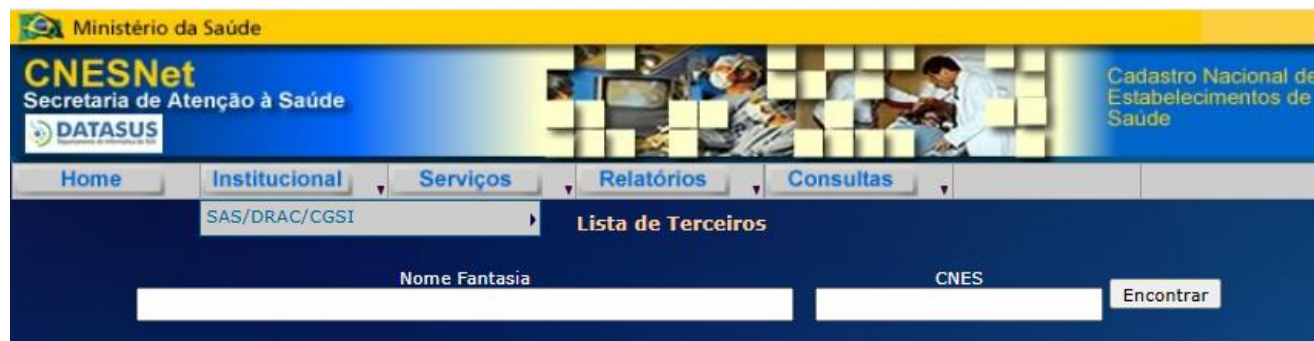 Ministério da Saúde
CNESNet
Secretaria de Atenção à Saúde
DATASUS
Cadastro Nacional de
Estabelecimentos de
Saúde
Home Institucional Serviços Relatórios Consultas
SAS/DRAC/CGSI
Lista de Terceiros
Nome Fantasia CNES
Encontrar